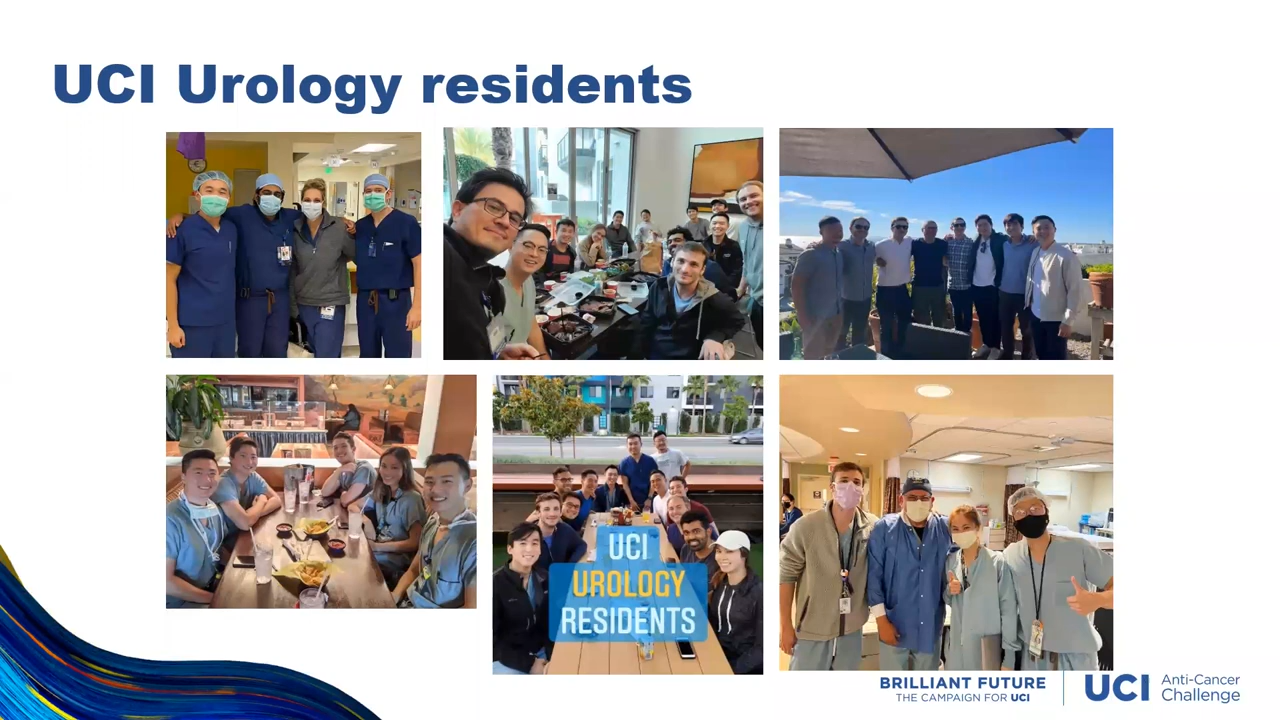 UCI Urology residents
UCI
UROLOGY
RESIDENTS
BRILLIANT FUTURE
THE CAMPAIGN FOR UCI
UCI
Anti-Cancer
Challenge